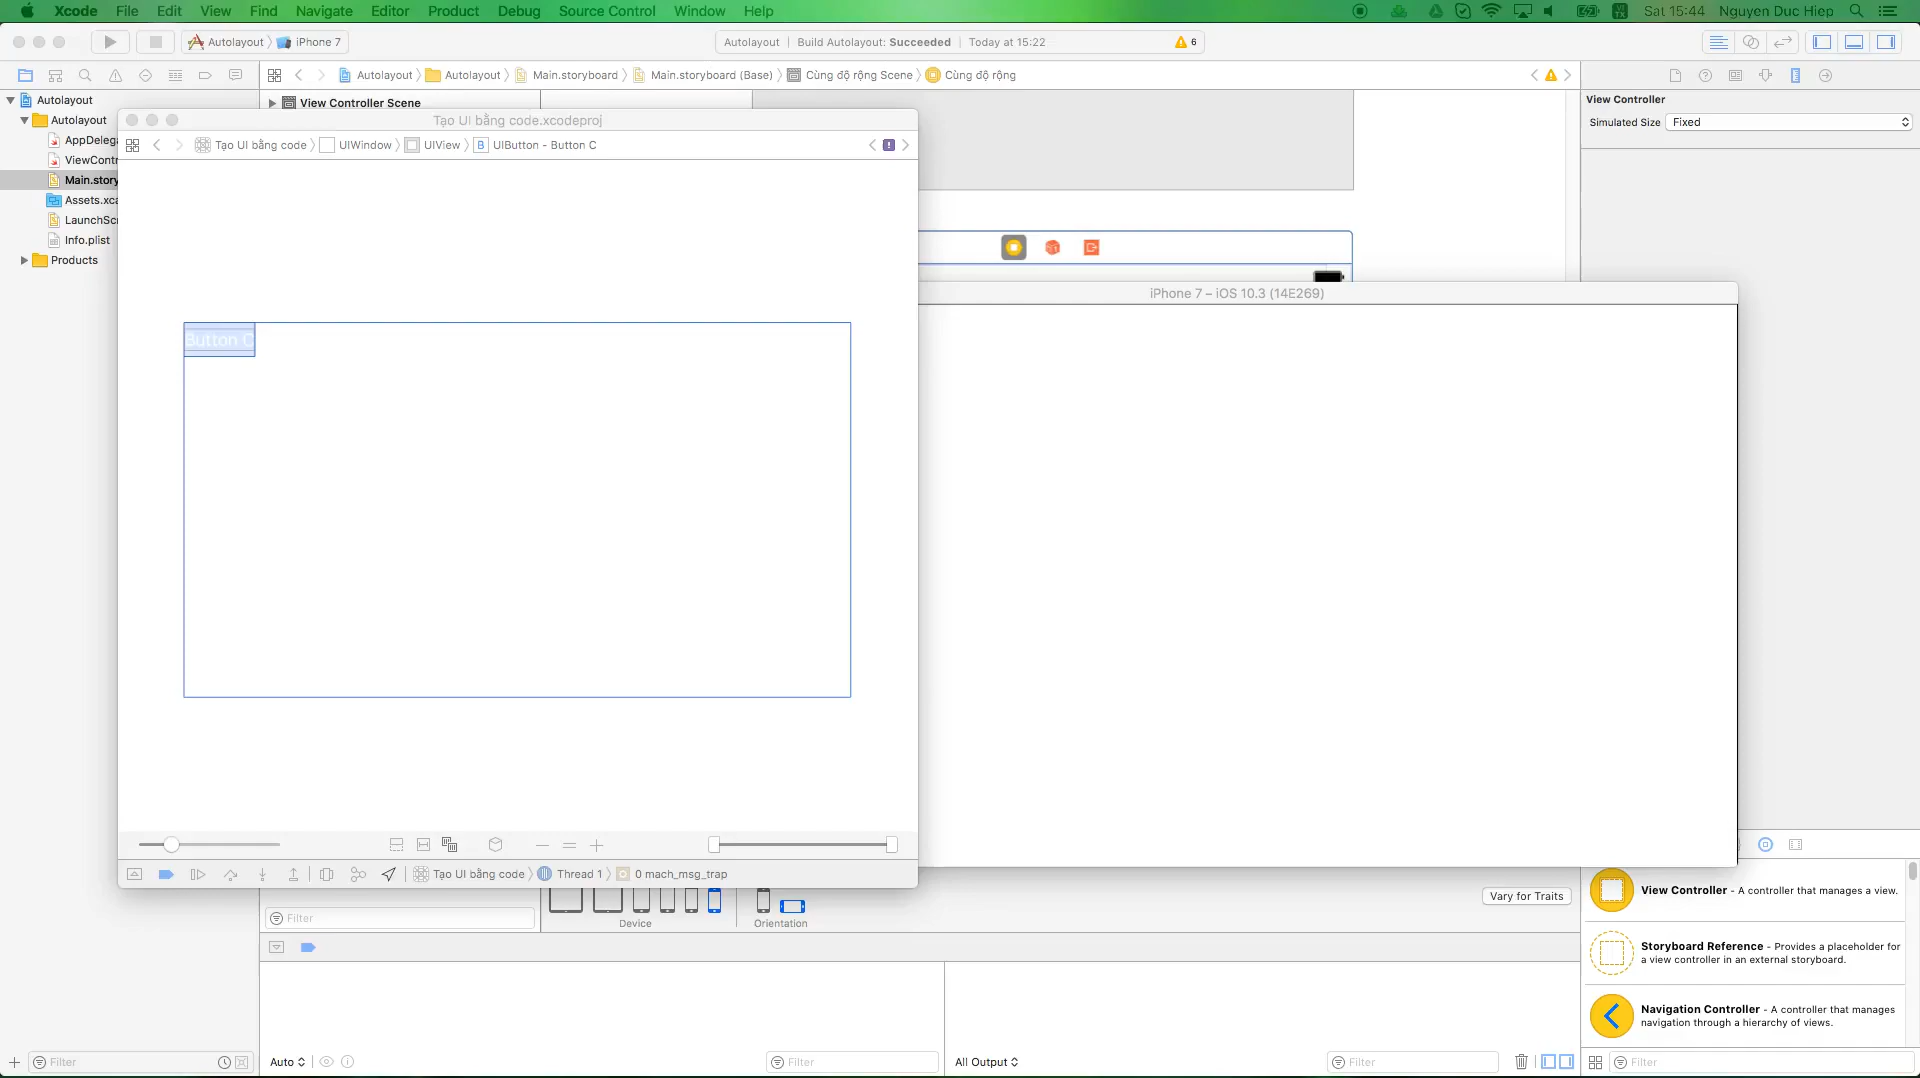 Xcode File Edit View Find Navigate Editor Product Debug Source Control Window Help Sat 15:44 Nguyen Duc Hiep
Autolayout iPhone 7 Autolayout | Build Autolayout: Succeeded | Today at 15:22 6
Autolayout Autolayout Main.storyboard Main.storyboard (Base) Cùng độ rộng Scene Cùng độ rộng
Autolayout
Autolayout
AppDelega
ViewContr
Main.story
Assets.xca
LaunchScr
Info.plist
Products
View Controller Scene
Tạo UI bằng code.xcodeproj
Tạo UI bằng code UIWindow UIView B UIButton - Button C
Button C
Tạo UI bằng code Thread 1 0 mach_msg_trap
iPhone 7 – iOS 10.3 (14E269)
View Controller
Simulated Size Fixed
Filter
Device
Orientation
Vary for Traits
View Controller - A controller that manages a view.
Storyboard Reference - Provides a placeholder for
a view controller in an external storyboard.
Navigation Controller - A controller that manages
navigation through a hierarchy of views.
Filter
Auto
Filter
All Output
Filter
Filter